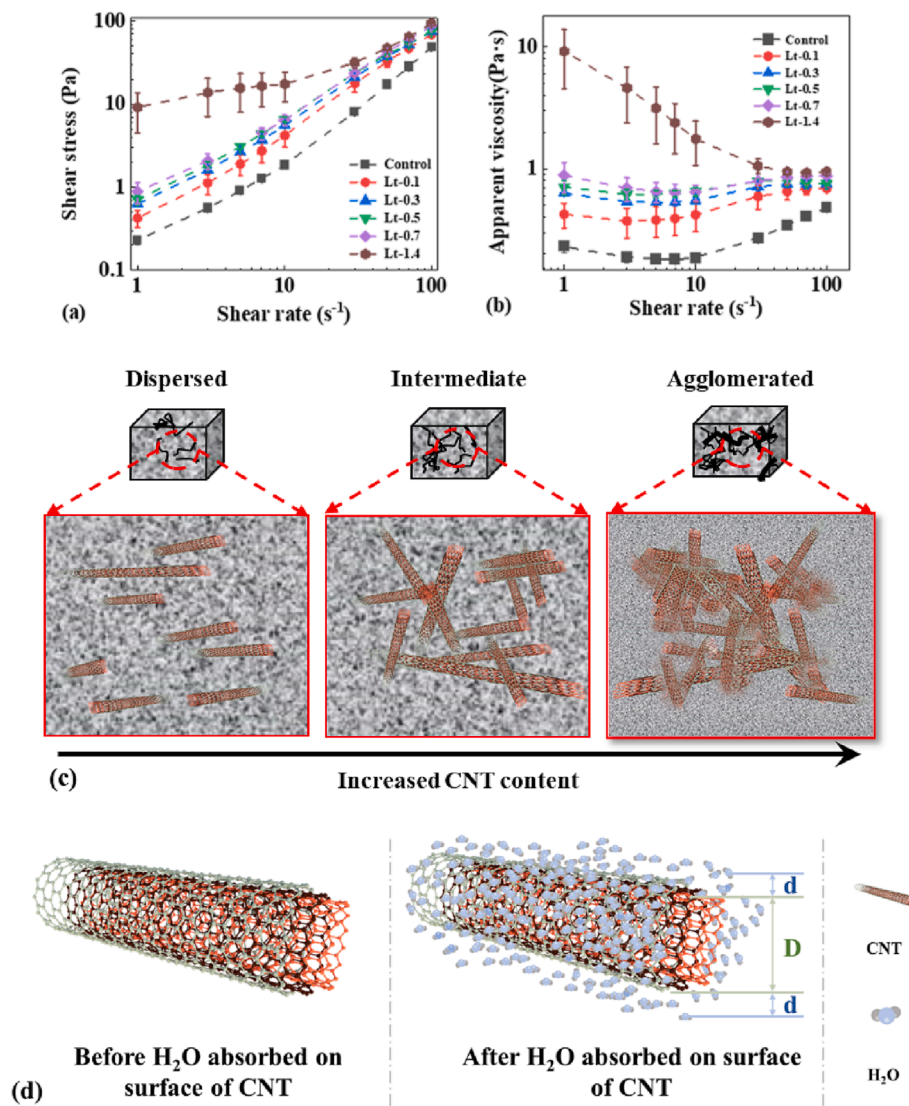 100
10
1
0.1
Shear stress (Pa)
Control
Lt-0.1
Lt-0.3
Lt-0.5
Lt-0.7
Lt-1.4
1
10
100
Shear rate (s⁻¹)
(a)
10
1
Apparent viscosity(Pa·s)
Control
Lt-0.1
Lt-0.3
Lt-0.5
Lt-0.7
Lt-1.4
1
10
100
Shear rate (s⁻¹)
(b)
Dispersed
Intermediate
Agglomerated
(c)
Increased CNT content
d
D
d
CNT
H₂O
Before H₂O absorbed on
surface of CNT
After H₂O absorbed on surface
of CNT
(d)